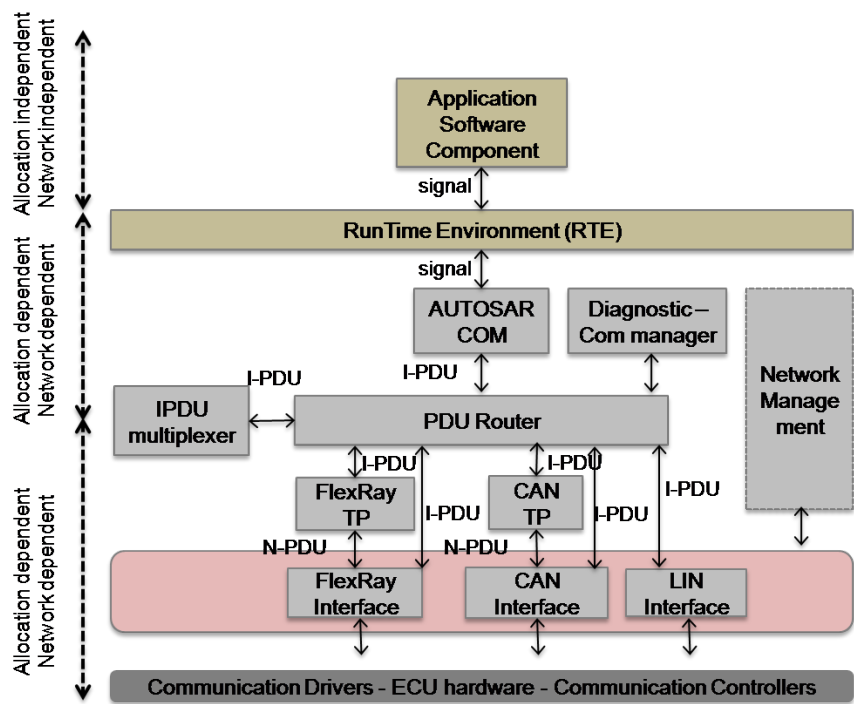 Allocation independent
Network independent
Application
Software
Component
signal
RunTime Environment (RTE)
signal
Allocation dependent
Network dependent
AUTOSAR
COM
Diagnostic–
Com manager
Network
Manage
ment
I-PDU
I-PDU
IPDU
multiplexer
PDU Router
I-PDU
I-PDU
I-PDU
FlexRay
TP
CAN
TP
I-PDU
I-PDU
N-PDU
N-PDU
Allocation dependent
Network dependent
FlexRay
Interface
CAN
Interface
LIN
Interface
Communication Drivers - ECU hardware - Communication Controllers